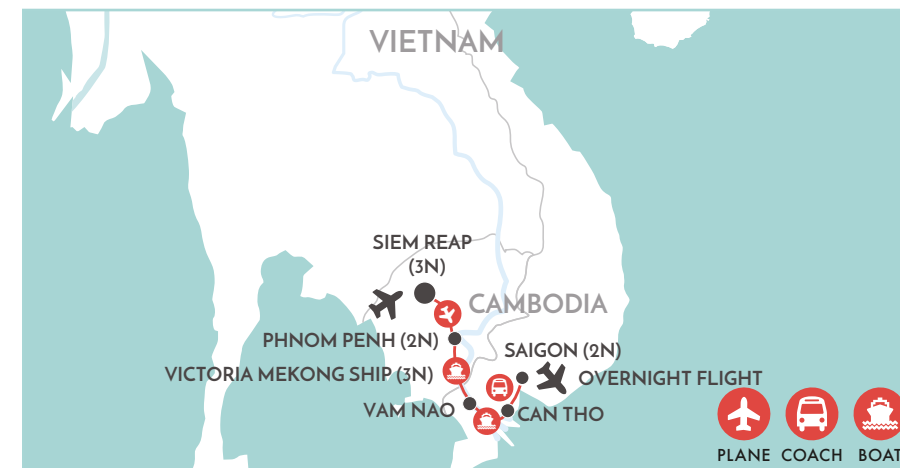 VIETNAM
SIEM REAP
(3N)
CAMBODIA
PHNOM PENH (2N)
SAIGON (2N)
VICTORIA MEKONG SHIP (3N)
OVERNIGHT FLIGHT
VAM NAO
CAN THO
PLANE COACH BOAT